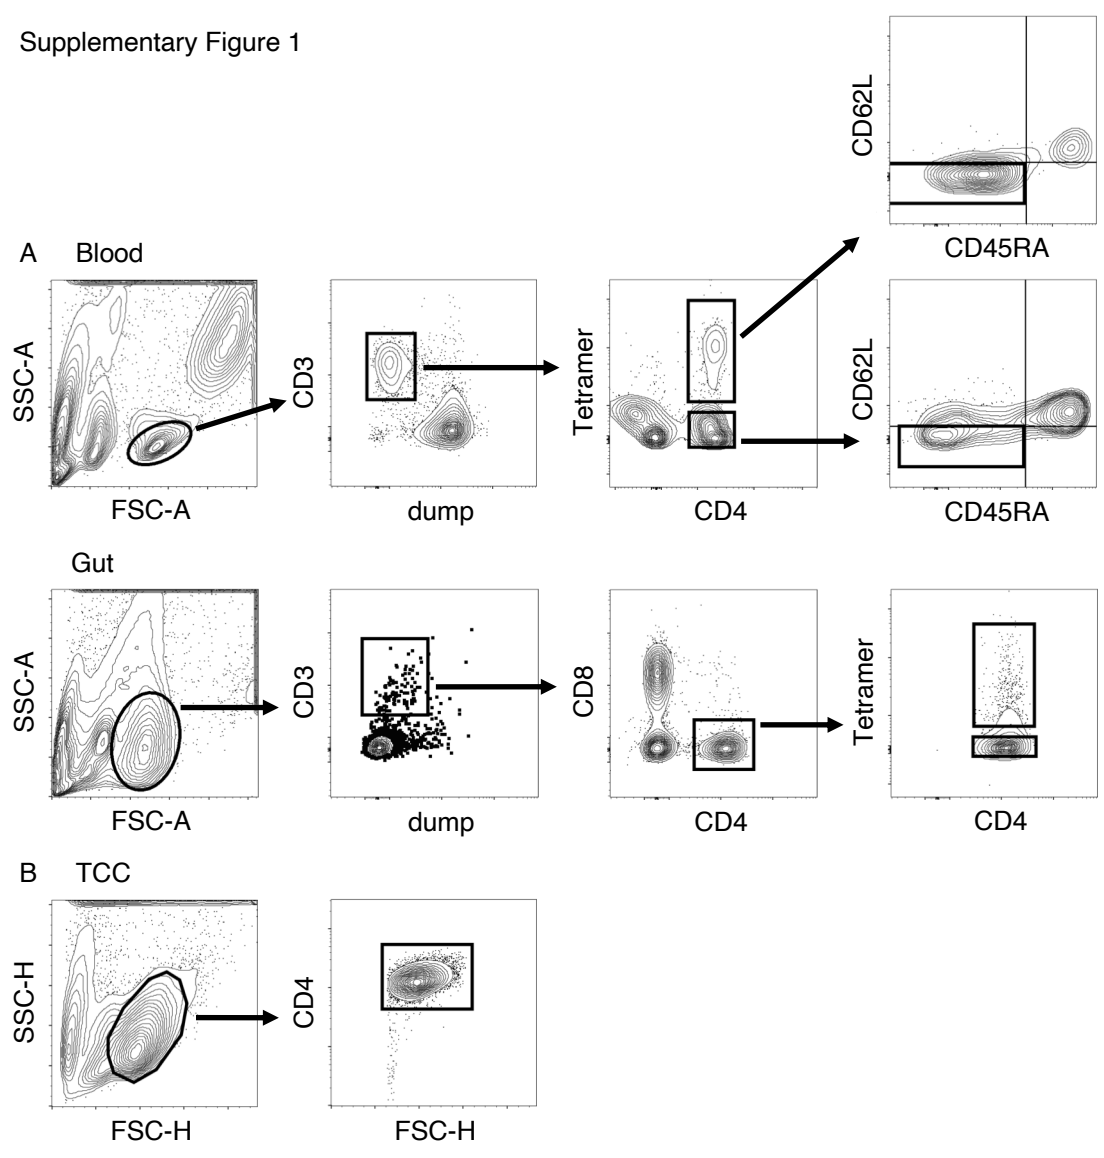 Supplementary Figure 1
CD62L
CD45RA
A Blood
SSC-A
FSC-A
CD3
dump
Tetramer
CD4
CD62L
CD45RA
Gut
SSC-A
FSC-A
CD3
dump
CD8
CD4
Tetramer
CD4
B TCC
SSC-H
FSC-H
CD4
FSC-H